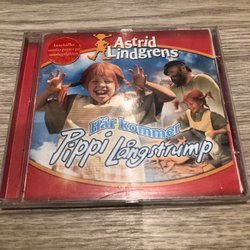 Astrid
Lindgrens
Här kommer
Pippi Långstrump